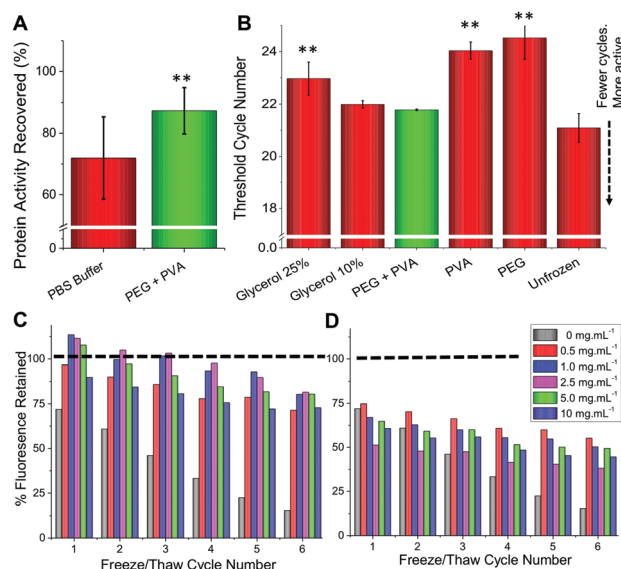 A
Protein Activity Recovered (%)
100
80
60
0
**
PBS Buffer
PEG + PVA
B
Threshold Cycle Number
24
22
20
18
0.0
**
**
**
Glycerol 25%
Glycerol 10%
PEG + PVA
PVA
PEG
Unfrozen
Fewer cycles.
More active
C
% Fluoresence Retained
100
75
50
25
0
1 2 3 4 5 6
Freeze/Thaw Cycle Number
D
100
75
50
25
0
1 2 3 4 5 6
Freeze/Thaw Cycle Number
0 mg.mL⁻¹
0.5 mg.mL⁻¹
1.0 mg.mL⁻¹
2.5 mg.mL⁻¹
5.0 mg.mL⁻¹
10 mg.mL⁻¹